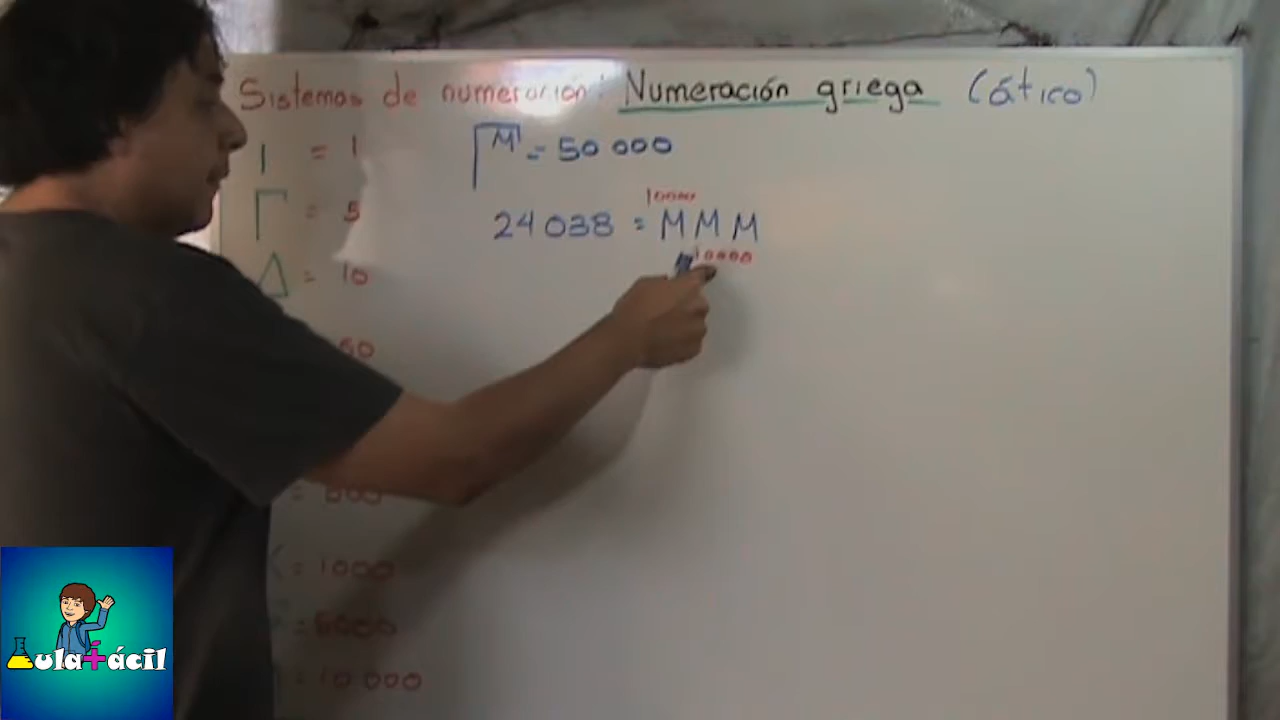 Sistemas de numeración: Numeración griega (ático)
I = 1
Γ = 5
Δ = 10
50
= 500
= 1000
= 5000
= 10 000
M = 50 000
10000
24 038 = M M M
10000
Aula+ácil